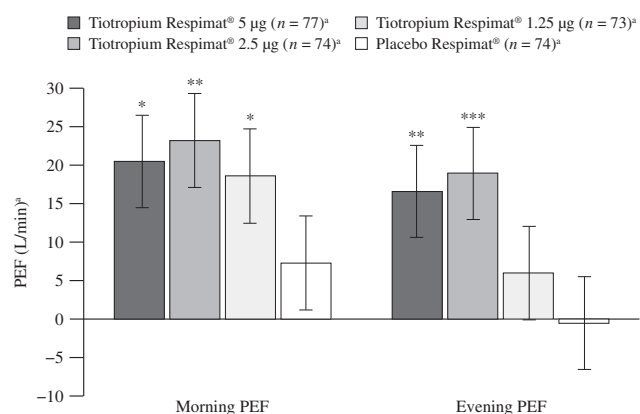 Tiotropium Respimat® 5 µg (n = 77)ª
Tiotropium Respimat® 1.25 µg (n = 73)ª
Tiotropium Respimat® 2.5 µg (n = 74)ª
Placebo Respimat® (n = 74)ª
30
25
20
15
10
5
0
−5
−10
PEF (L/min)ª
*
**
*
**
***
Morning PEF
Evening PEF